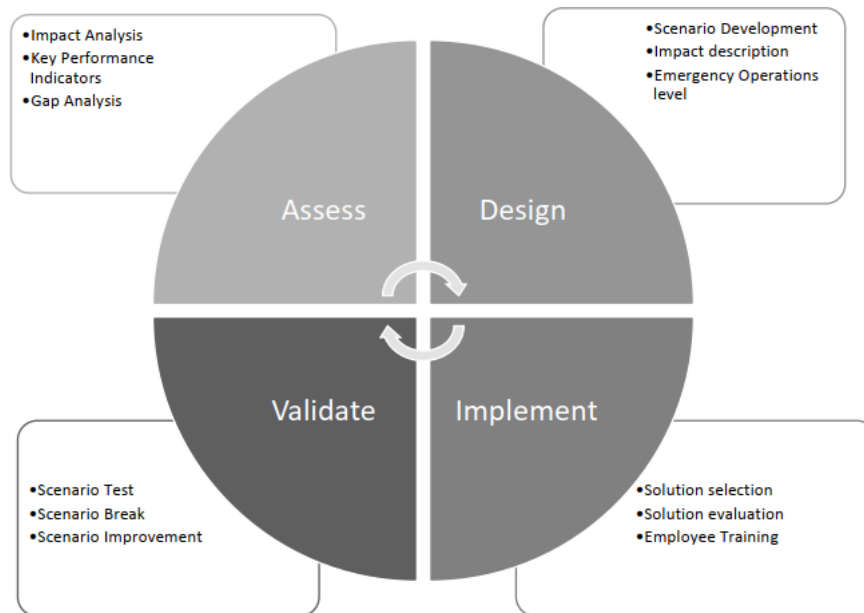 •Impact Analysis
•Key Performance
Indicators
•Gap Analysis
•Scenario Development
•Impact description
•Emergency Operations
level
Assess
Design
Validate
Implement
•Scenario Test
•Scenario Break
•Scenario Improvement
•Solution selection
•Solution evaluation
•Employee Training